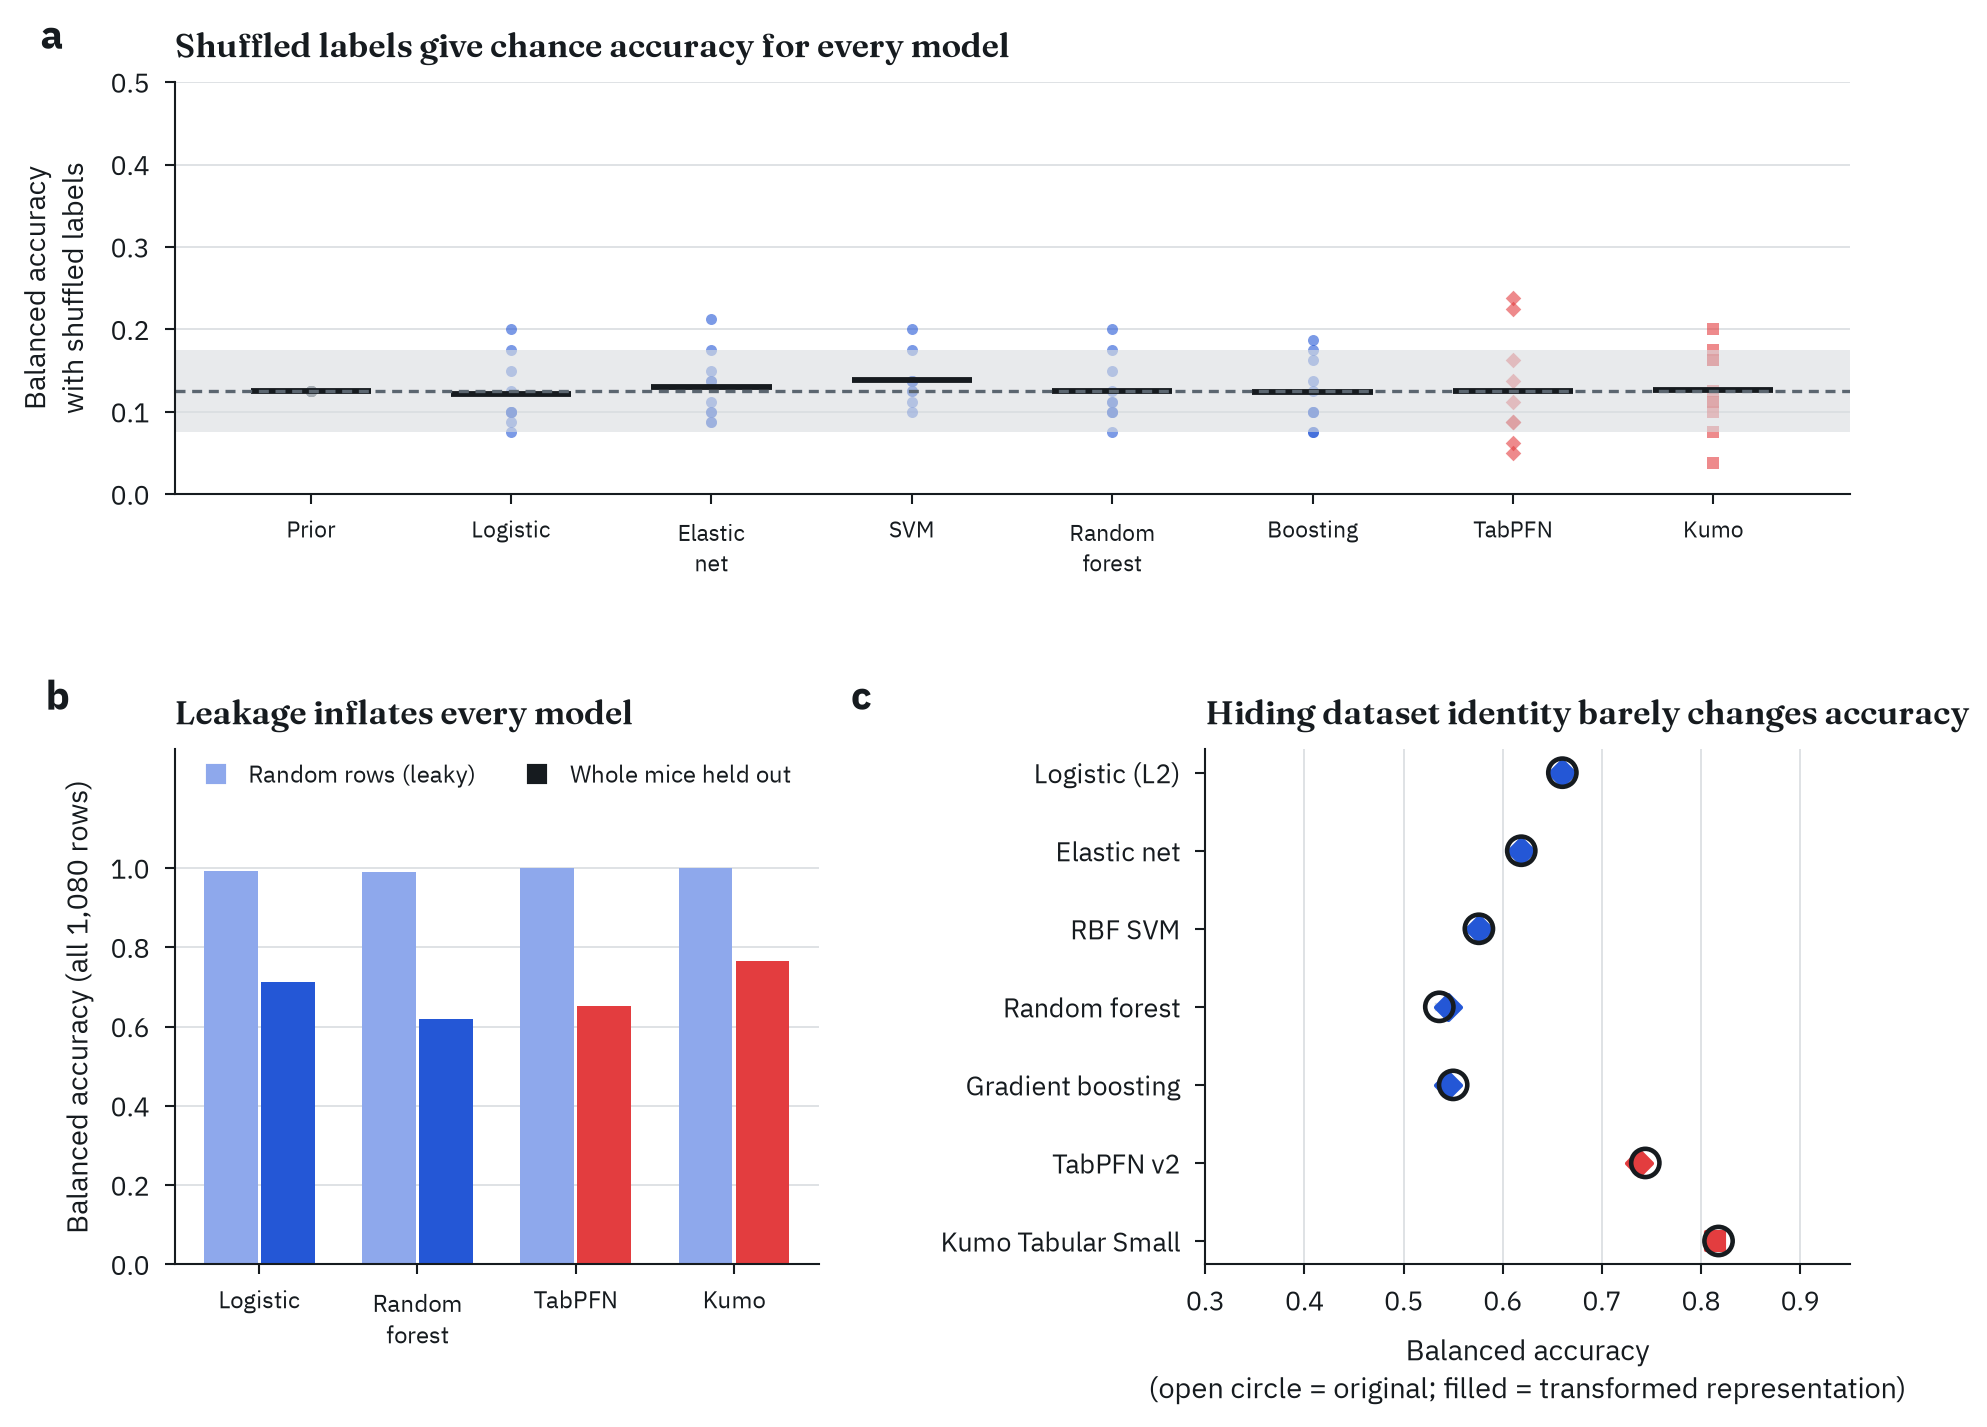 a
Shuffled labels give chance accuracy for every model
Balanced accuracy
with shuffled labels
0.5
0.4
0.3
0.2
0.1
0.0
Prior
Logistic
Elastic
net
SVM
Random
forest
Boosting
TabPFN
Kumo
b
Leakage inflates every model
Random rows (leaky)
Whole mice held out
Balanced accuracy (all 1,080 rows)
1.0
0.8
0.6
0.4
0.2
0.0
Logistic
Random
forest
TabPFN
Kumo
c
Hiding dataset identity barely changes accuracy
Logistic (L2)
Elastic net
RBF SVM
Random forest
Gradient boosting
TabPFN v2
Kumo Tabular Small
0.3
0.4
0.5
0.6
0.7
0.8
0.9
Balanced accuracy
(open circle = original; filled = transformed representation)